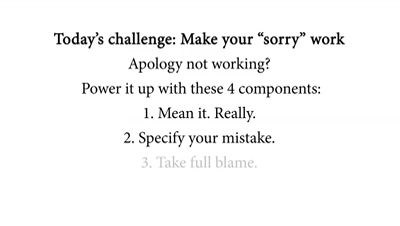 Today’s challenge: Make your “sorry” work
Apology not working?
Power it up with these 4 components:
1. Mean it. Really.
2. Specify your mistake.
3. Take full blame.